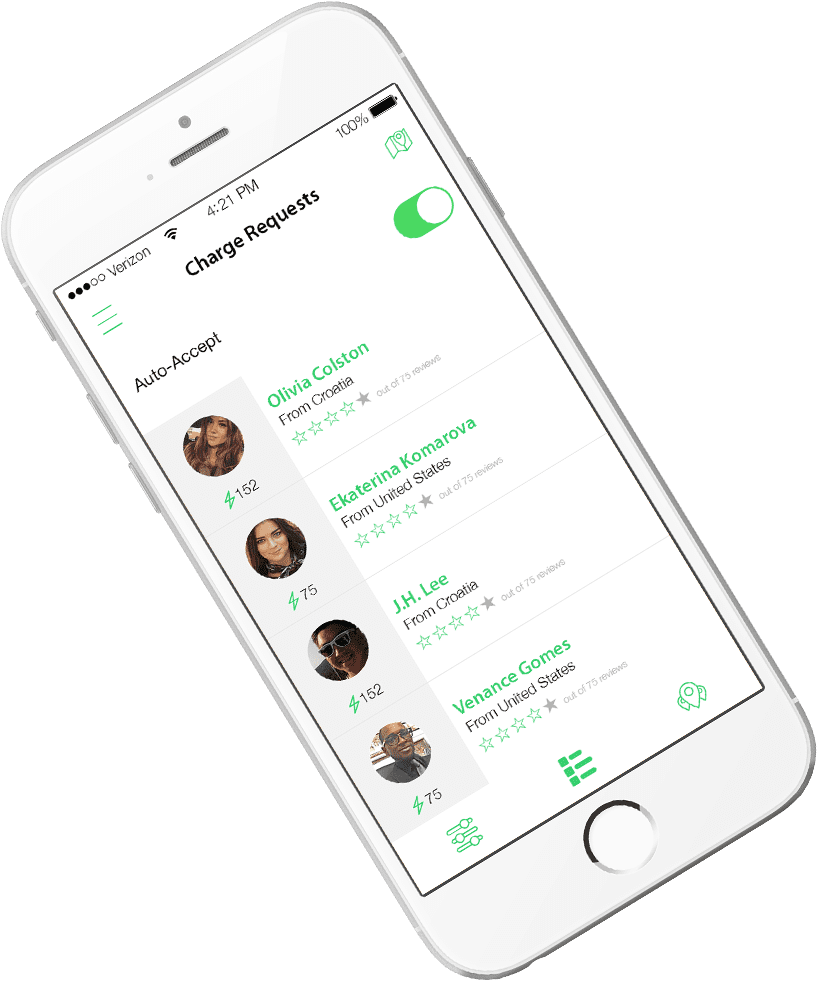 Verizon
4:21 PM
100%
Charge Requests
Auto-Accept
Olivia Colston
From Croatia
out of 75 reviews
152
Ekaterina Komarova
From United States
out of 75 reviews
75
J.H. Lee
From Croatia
out of 75 reviews
152
Venance Gomes
From United States
out of 75 reviews
75